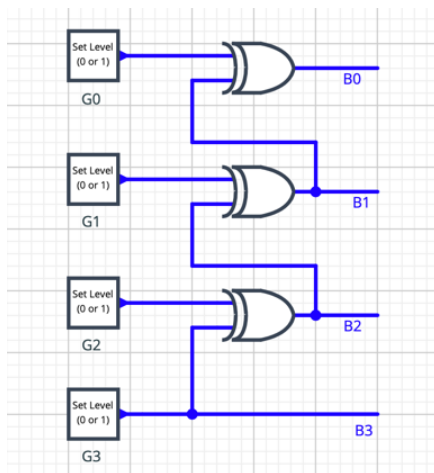 Set Level
(0 or 1)
G0
B0
Set Level
(0 or 1)
G1
B1
Set Level
(0 or 1)
G2
B2
Set Level
(0 or 1)
G3
B3